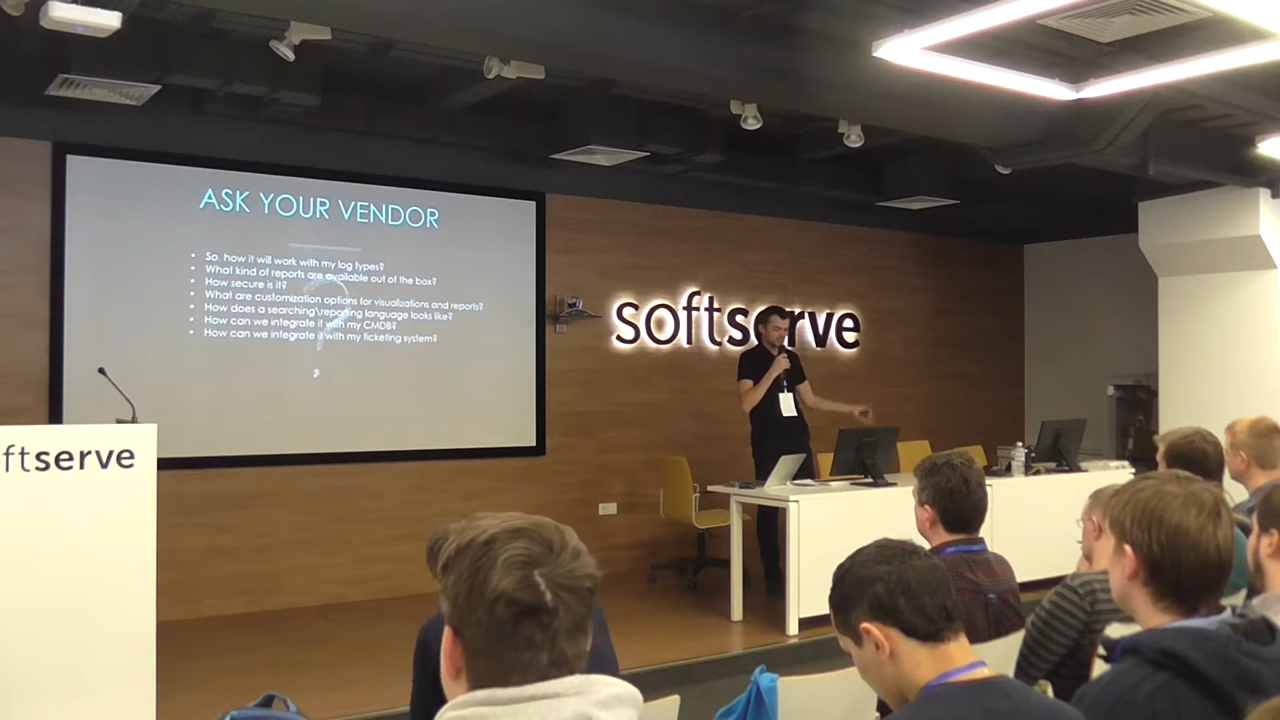 ASK YOUR VENDOR
• So, how it will work with my log types?
• What kind of reports are available out of the box?
• How secure is it?
• What are customization options for visualizations and reports?
• How does a searching\reporting language looks like?
• How can we integrate it with my CMDB?
• How can we integrate it with my ticketing system?
softserve
oftserve